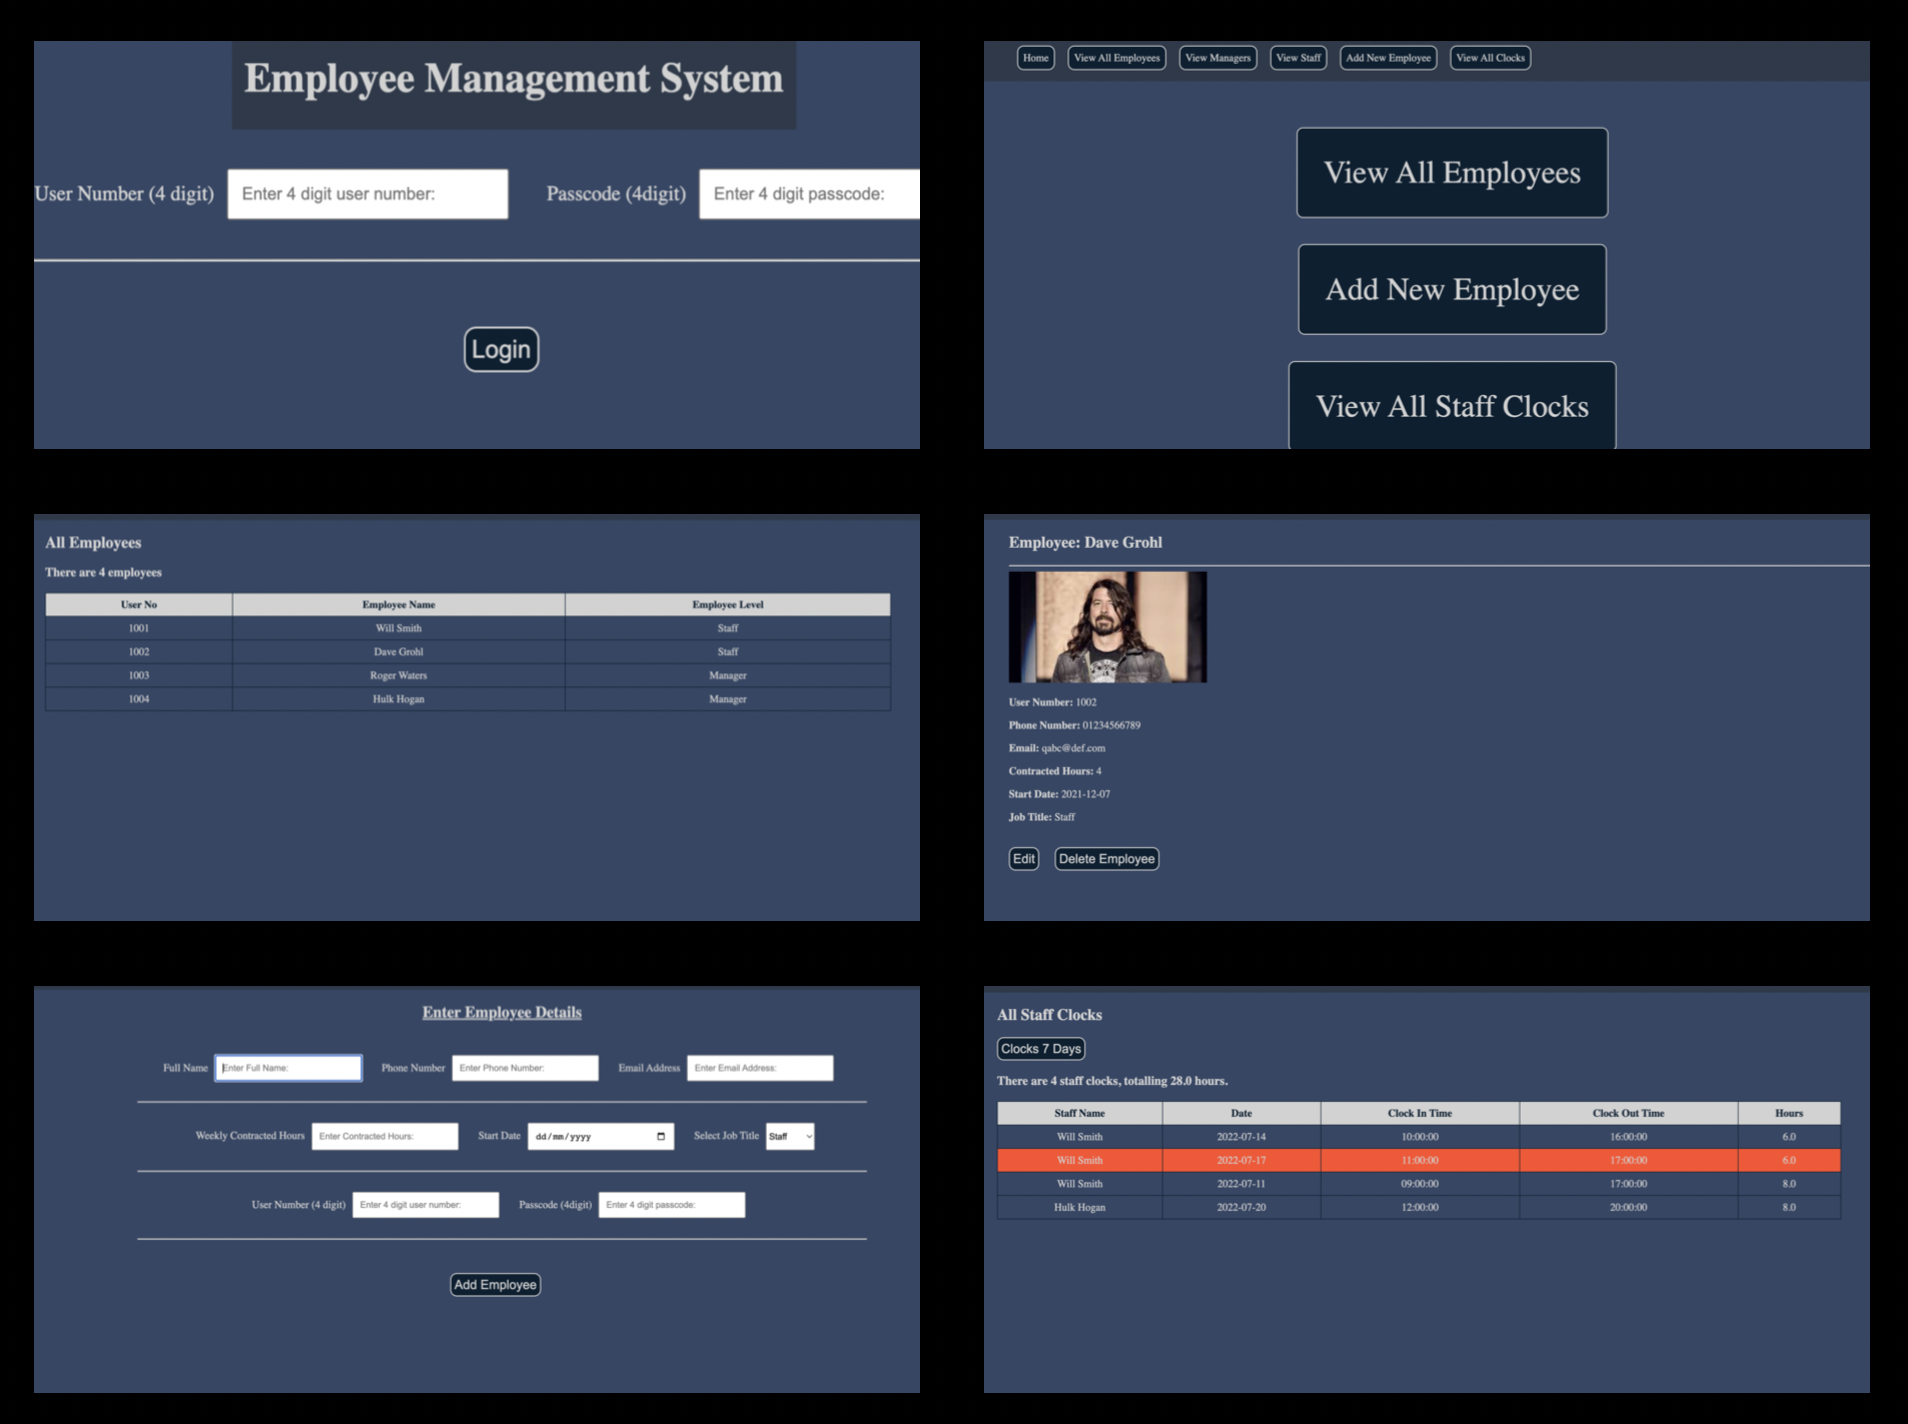 Employee Management System
User Number (4 digit) Enter 4 digit user number: Passcode (4digit) Enter 4 digit passcode:
Login
Home View All Employees View Managers View Staff Add New Employee View All Clocks
View All Employees
Add New Employee
View All Staff Clocks
All Employees
There are 4 employees
User No Employee Name Employee Level
1001 Will Smith Staff
1002 Dave Grohl Staff
1003 Roger Waters Manager
1004 Hulk Hogan Manager
Employee: Dave Grohl
User Number: 1002
Phone Number: 01234566789
Email: qabc@def.com
Contracted Hours: 4
Start Date: 2021-12-07
Job Title: Staff
Edit Delete Employee
Enter Employee Details
Full Name Enter Full Name: Phone Number Enter Phone Number: Email Address Enter Email Address:
Weekly Contracted Hours Enter Contracted Hours: Start Date dd/mm/yyyy Select Job Title Staff
User Number (4 digit) Enter 4 digit user number: Passcode (4digit) Enter 4 digit passcode:
Add Employee
All Staff Clocks
Clocks 7 Days
There are 4 staff clocks, totalling 28.0 hours.
Staff Name Date Clock In Time Clock Out Time Hours
Will Smith 2022-07-14 10:00:00 16:00:00 6.0
Will Smith 2022-07-17 11:00:00 17:00:00 6.0
Will Smith 2022-07-11 09:00:00 17:00:00 8.0
Hulk Hogan 2022-07-20 12:00:00 20:00:00 8.0